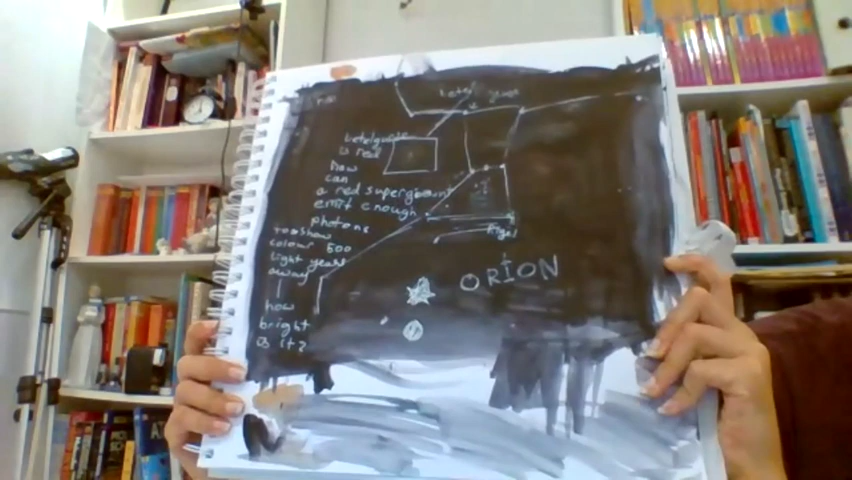 betelgeuse
betelgeuse
is real
how
can
a red supergiant
emit enough
photons
to show
colour 500
light years
away
how
bright
is it?
Rigel
ORION